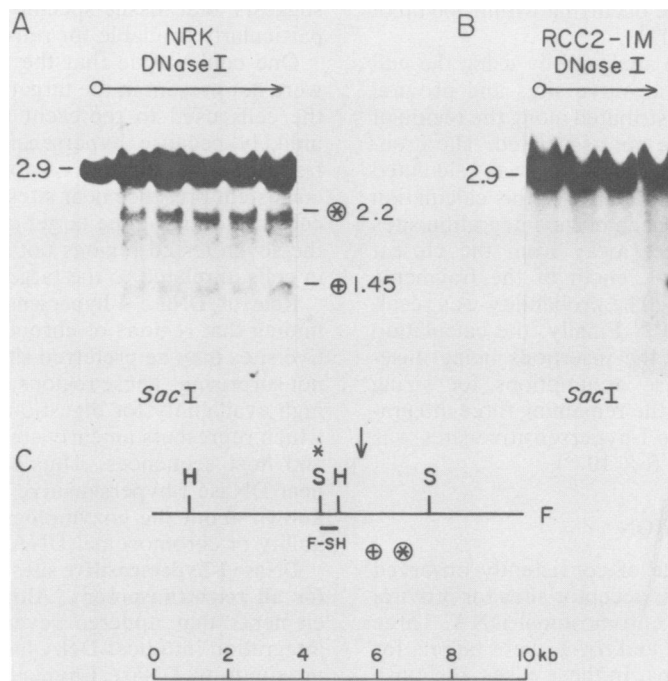 A
NRK
DNase I
2.9
2.2
1.45
SacI
B
RCC2-1M
DNase I
2.9
SacI
C
*
H S H S
F
F-SH
0 2 4 6 8 10 kb